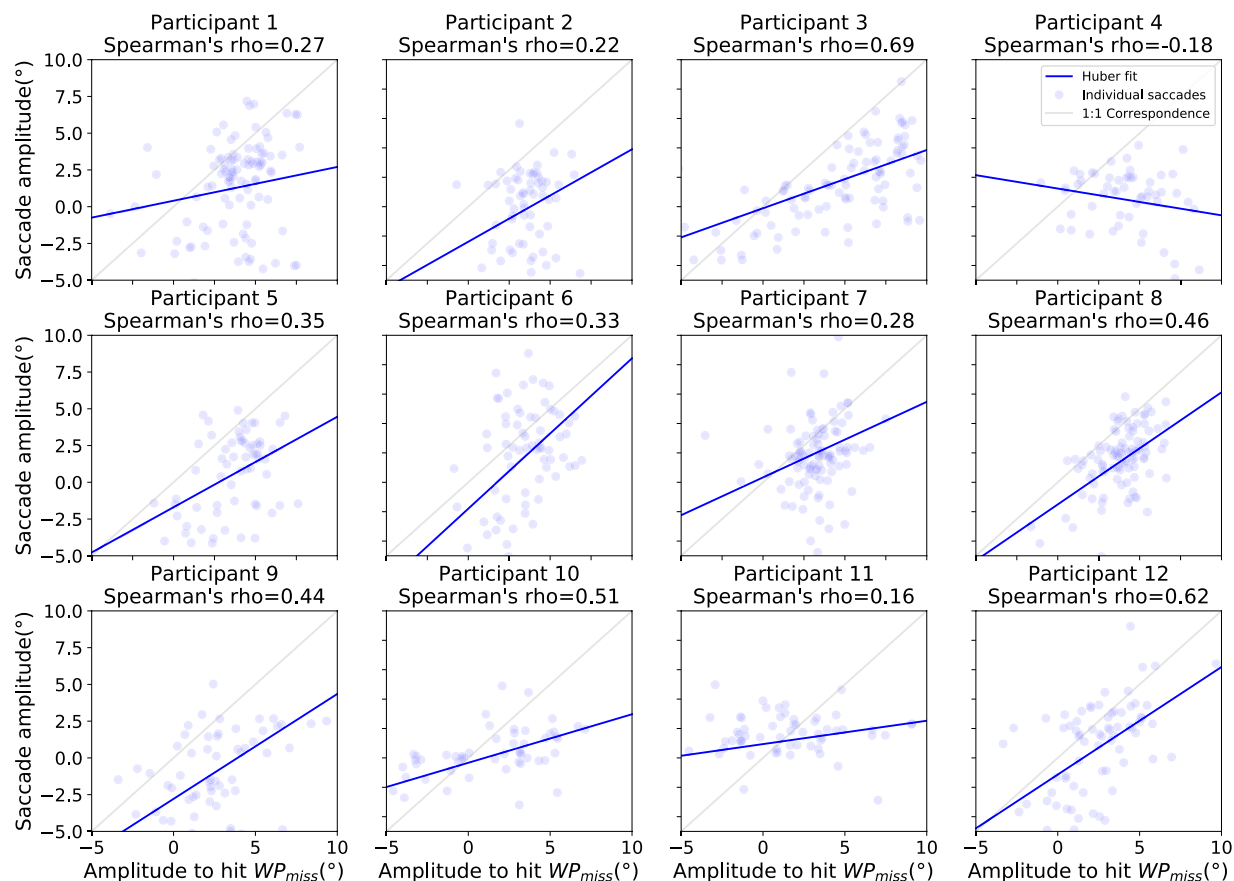 Participant 1
Spearman's rho=0.27
Participant 2
Spearman's rho=0.22
Participant 3
Spearman's rho=0.69
Participant 4
Spearman's rho=-0.18
Saccade amplitude(°)
10.0
7.5
5.0
2.5
0.0
−2.5
−5.0
Huber fit
Individual saccades
1:1 Correspondence
Participant 5
Spearman's rho=0.35
Participant 6
Spearman's rho=0.33
Participant 7
Spearman's rho=0.28
Participant 8
Spearman's rho=0.46
Saccade amplitude(°)
10.0
7.5
5.0
2.5
0.0
−2.5
−5.0
Participant 9
Spearman's rho=0.44
Participant 10
Spearman's rho=0.51
Participant 11
Spearman's rho=0.16
Participant 12
Spearman's rho=0.62
Saccade amplitude(°)
10.0
7.5
5.0
2.5
0.0
−2.5
−5.0
−5 0 5 10
−5 0 5 10
−5 0 5 10
−5 0 5 10
Amplitude to hit WPmiss(°)
Amplitude to hit WPmiss(°)
Amplitude to hit WPmiss(°)
Amplitude to hit WPmiss(°)